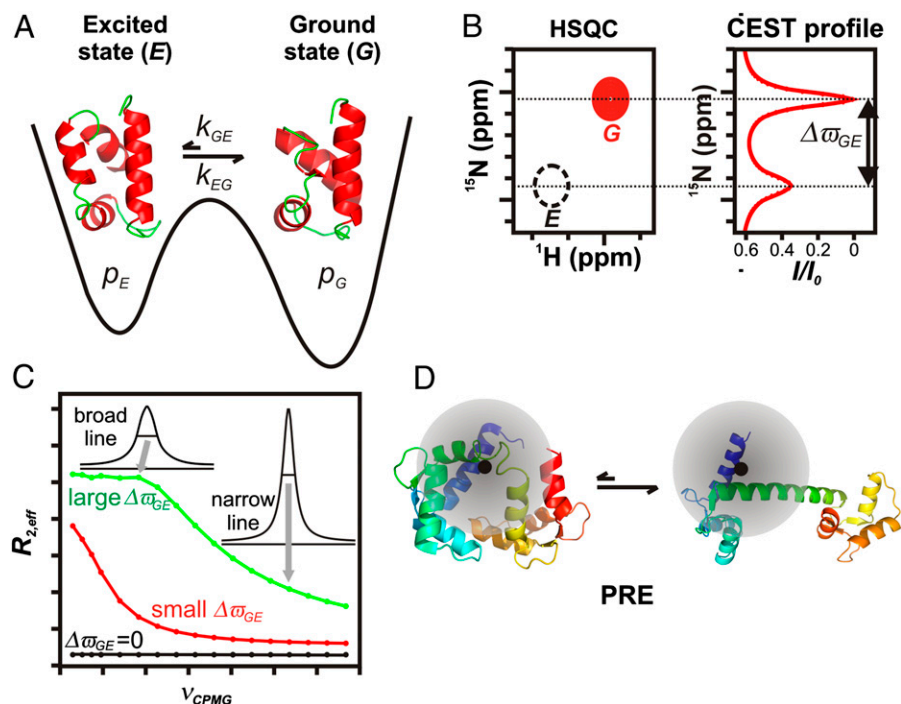 A
Excited
state (E)
Ground
state (G)
k_GE
k_EG
p_E
p_G
B
HSQC
CEST profile
¹⁵N (ppm)
G
E
¹H (ppm)
¹⁵N (ppm)
Δϖ_GE
0.6 0.4 0.2 0
I/I₀
C
broad
line
large Δϖ_GE
narrow
line
small Δϖ_GE
Δϖ_GE=0
R_2,eff
ν_CPMG
D
PRE